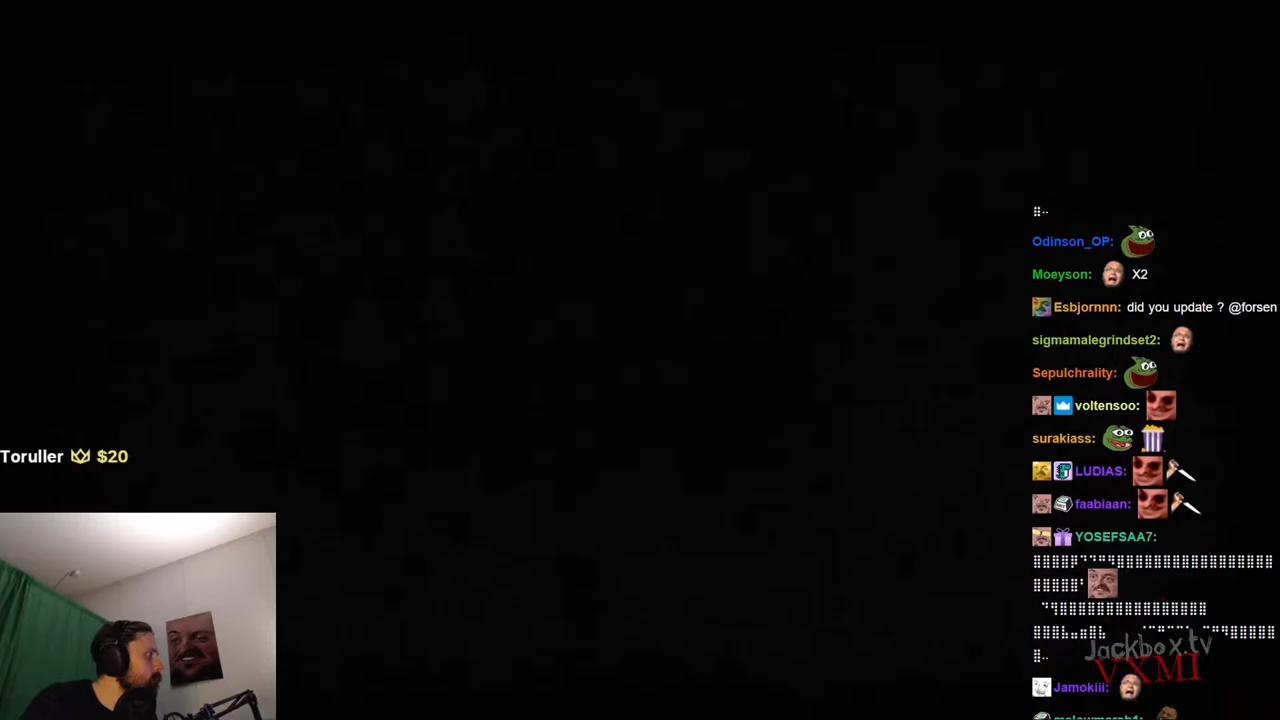 ⣿..
Odinson_OP:
Moeyson: X2
Esbjornnn: did you update ? @forsen
sigmamalegrindset2:
Sepulchrality:
voltensoo:
surakiass:
LUDIAS:
faabiaan:
YOSEFSAA7:
Toruller $20
Jackbox.tv
VXMI
Jamokiii: